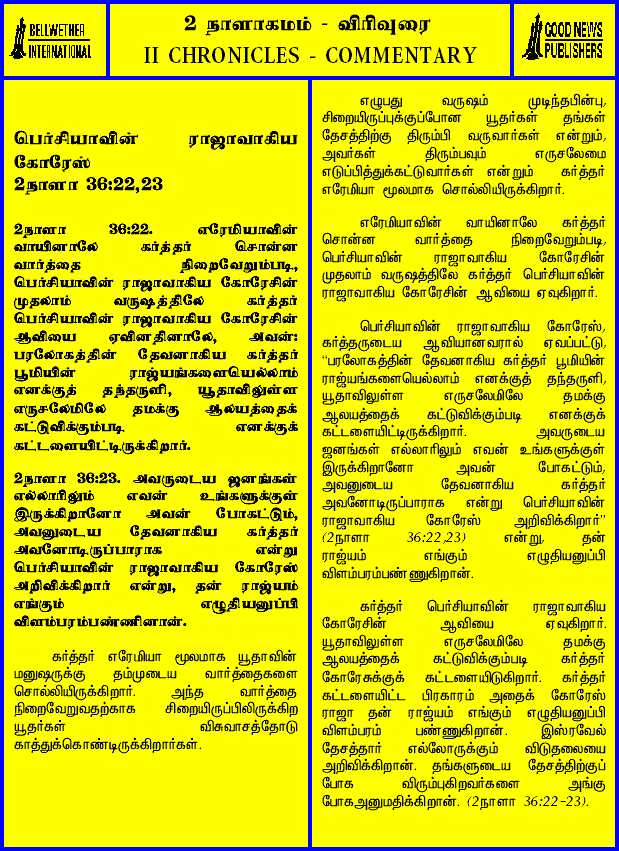 BELLWETHER
INTERNATIONAL
2 நாளாகமம் - விரிவுரை
II CHRONICLES - COMMENTARY
GOOD NEWS
PUBLISHERS
பெர்சியாவின் ராஜாவாகிய
கோரேஸ்
2நாளா 36:22,23
2நாளா 36:22. எரேமியாவின்
வாயினாலே கர்த்தர் சொன்ன
வார்த்தை நிறைவேறும்படி,
பெர்சியாவின் ராஜாவாகிய கோரேசின்
முதலாம் வருஷத்திலே கர்த்தர்
பெர்சியாவின் ராஜாவாகிய கோரேசின்
ஆவியை ஏவினதினாலே, அவன்:
பரலோகத்தின் தேவனாகிய கர்த்தர்
பூமியின் ராஜ்யங்களையெல்லாம்
எனக்குத் தந்தருளி, யூதாவிலுள்ள
எருசலேமிலே தமக்கு ஆலயத்தைக்
கட்டுவிக்கும்படி எனக்குக்
கட்டளையிட்டிருக்கிறார்.
2நாளா 36:23. அவருடைய ஜனங்கள்
எல்லாரிலும் எவன் உங்களுக்குள்
இருக்கிறானோ அவன் போகட்டும்,
அவனுடைய தேவனாகிய கர்த்தர்
அவனோடிருப்பாராக என்று
பெர்சியாவின் ராஜாவாகிய கோரேஸ்
அறிவிக்கிறார் என்று, தன் ராஜ்யம்
எங்கும் எழுதியனுப்பி
விளம்பரம்பண்ணினான்.
கர்த்தர் எரேமியா மூலமாக யூதாவின்
மனுஷருக்கு தம்முடைய வார்த்தைகளை
சொல்லியிருக்கிறார். அந்த வார்த்தை
நிறைவேறுவதற்காக சிறையிருப்பிலிருக்கிற
யூதர்கள் விசுவாசத்தோடு
காத்துக்கொண்டிருக்கிறார்கள்.
எழுபது வருஷம் முடிந்தபின்பு,
சிறையிருப்புக்குப்போன யூதர்கள் தங்கள்
தேசத்திற்கு திரும்பி வருவார்கள் என்றும்,
அவர்கள் திரும்பவும் எருசலேமை
எடுப்பித்துக்கட்டுவார்கள் என்றும் கர்த்தர்
எரேமியா மூலமாக சொல்லியிருக்கிறார்.
எரேமியாவின் வாயினாலே கர்த்தர்
சொன்ன வார்த்தை நிறைவேறும்படி,
பெர்சியாவின் ராஜாவாகிய கோரேசின்
முதலாம் வருஷத்திலே கர்த்தர் பெர்சியாவின்
ராஜாவாகிய கோரேசின் ஆவியை ஏவுகிறார்.
பெர்சியாவின் ராஜாவாகிய கோரேஸ்,
கர்த்தருடைய ஆவியானவரால் ஏவப்பட்டு,
“பரலோகத்தின் தேவனாகிய கர்த்தர் பூமியின்
ராஜ்யங்களையெல்லாம் எனக்குத் தந்தருளி,
யூதாவிலுள்ள எருசலேமிலே தமக்கு
ஆலயத்தை கட்டுவிக்கும்படி எனக்குக்
கட்டளையிட்டிருக்கிறார். அவருடைய
ஜனங்கள் எல்லாரிலும் எவன் உங்களுக்குள்
இருக்கிறானோ அவன் போகட்டும்,
அவனுடைய தேவனாகிய கர்த்தர்
அவனோடிருப்பாராக என்று பெர்சியாவின்
ராஜாவாகிய கோரேஸ் அறிவிக்கிறார்”
(2நாளா 36:22,23) என்று, தன்
ராஜ்யம் எங்கும் எழுதியனுப்பி
விளம்பரம்பண்ணுகிறான்.
கர்த்தர் பெர்சியாவின் ராஜாவாகிய
கோரேசின் ஆவியை ஏவுகிறார்.
யூதாவிலுள்ள எருசலேமிலே தமக்கு
ஆலயத்தைக் கட்டுவிக்கும்படி கர்த்தர்
கோரேசுக்குக் கட்டளையிடுகிறார். கர்த்தர்
கட்டளையிட்ட பிரகாரம் அதைக் கோரேஸ்
ராஜா தன் ராஜ்யம் எங்கும் எழுதியனுப்பி
விளம்பரம் பண்ணுகிறான். இஸ்ரவேல்
தேசத்தார் எல்லோருக்கும் விடுதலையை
அறிவிக்கிறான். தங்களுடைய தேசத்திற்குப்
போக விரும்புகிறவர்களை அங்கு
போகஅனுமதிக்கிறான். (2நாளா 36:22-23).